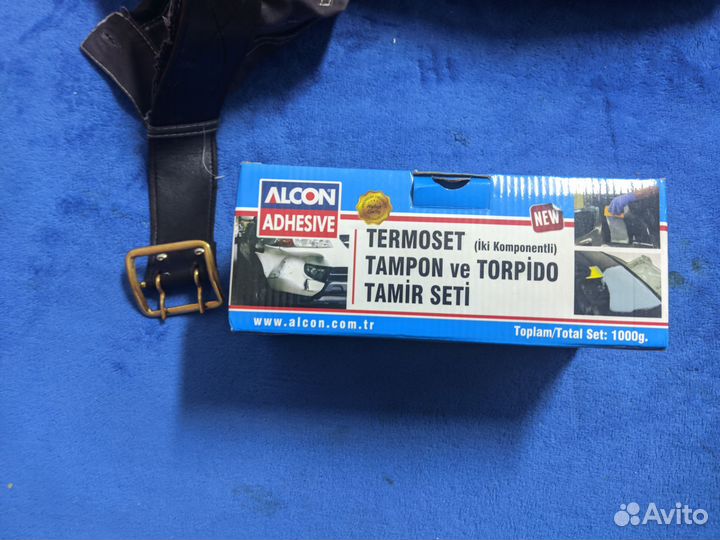 ALCON
ADHESIVE
NEW
TERMOSET (İki Komponentli)
TAMPON ve TORPİDO
TAMİR SETİ
www.alcon.com.tr
Toplam/Total Set: 1000g.
Avito